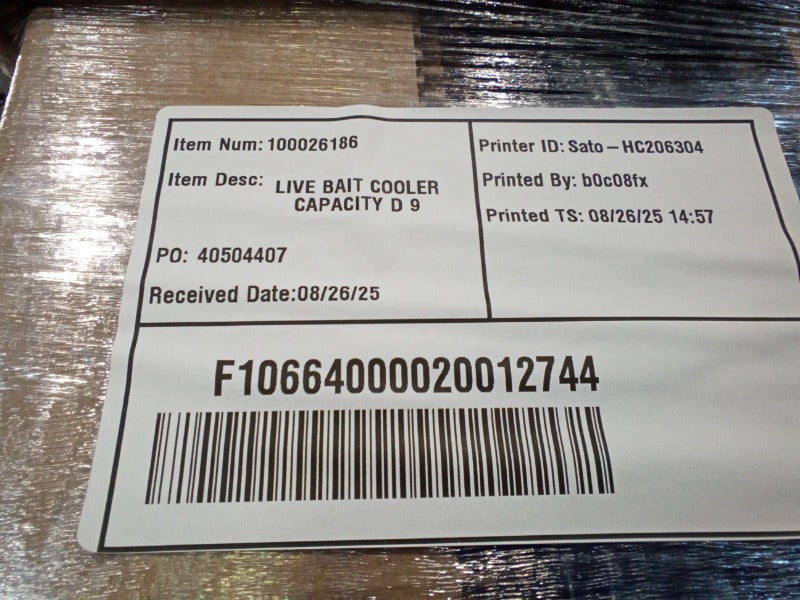 Item Num: 100026186
Item Desc: LIVE BAIT COOLER
CAPACITY D 9
PO: 40504407
Received Date:08/26/25
Printer ID: Sato-HC206304
Printed By: b0c08fx
Printed TS: 08/26/25 14:57
F10664000020012744